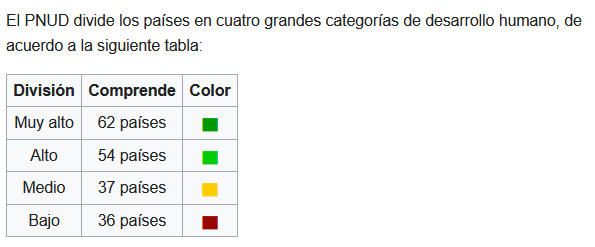 El PNUD divide los países en cuatro grandes categorías de desarrollo humano, de
acuerdo a la siguiente tabla:
División Comprende Color
Muy alto 62 países
Alto 54 países
Medio 37 países
Bajo 36 países